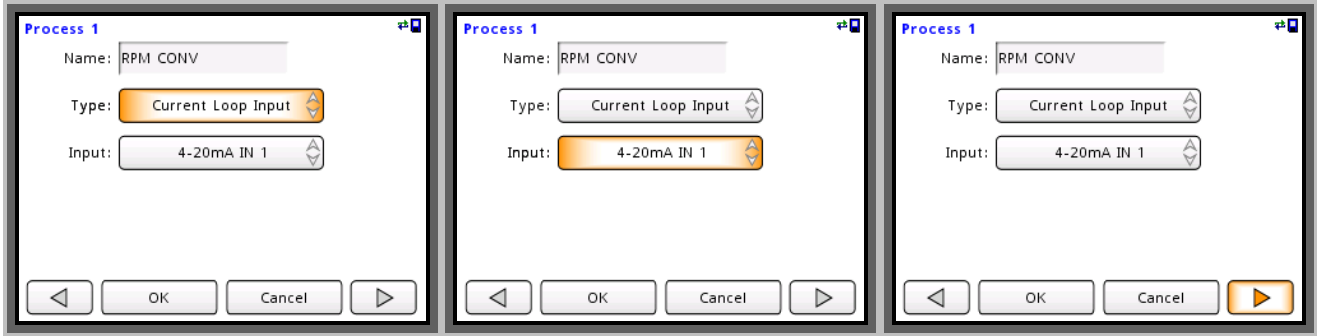 Process 1
Name: RPM CONV
Type: Current Loop Input
Input: 4-20mA IN 1
OK Cancel
Process 1
Name: RPM CONV
Type: Current Loop Input
Input: 4-20mA IN 1
OK Cancel
Process 1
Name: RPM CONV
Type: Current Loop Input
Input: 4-20mA IN 1
OK Cancel